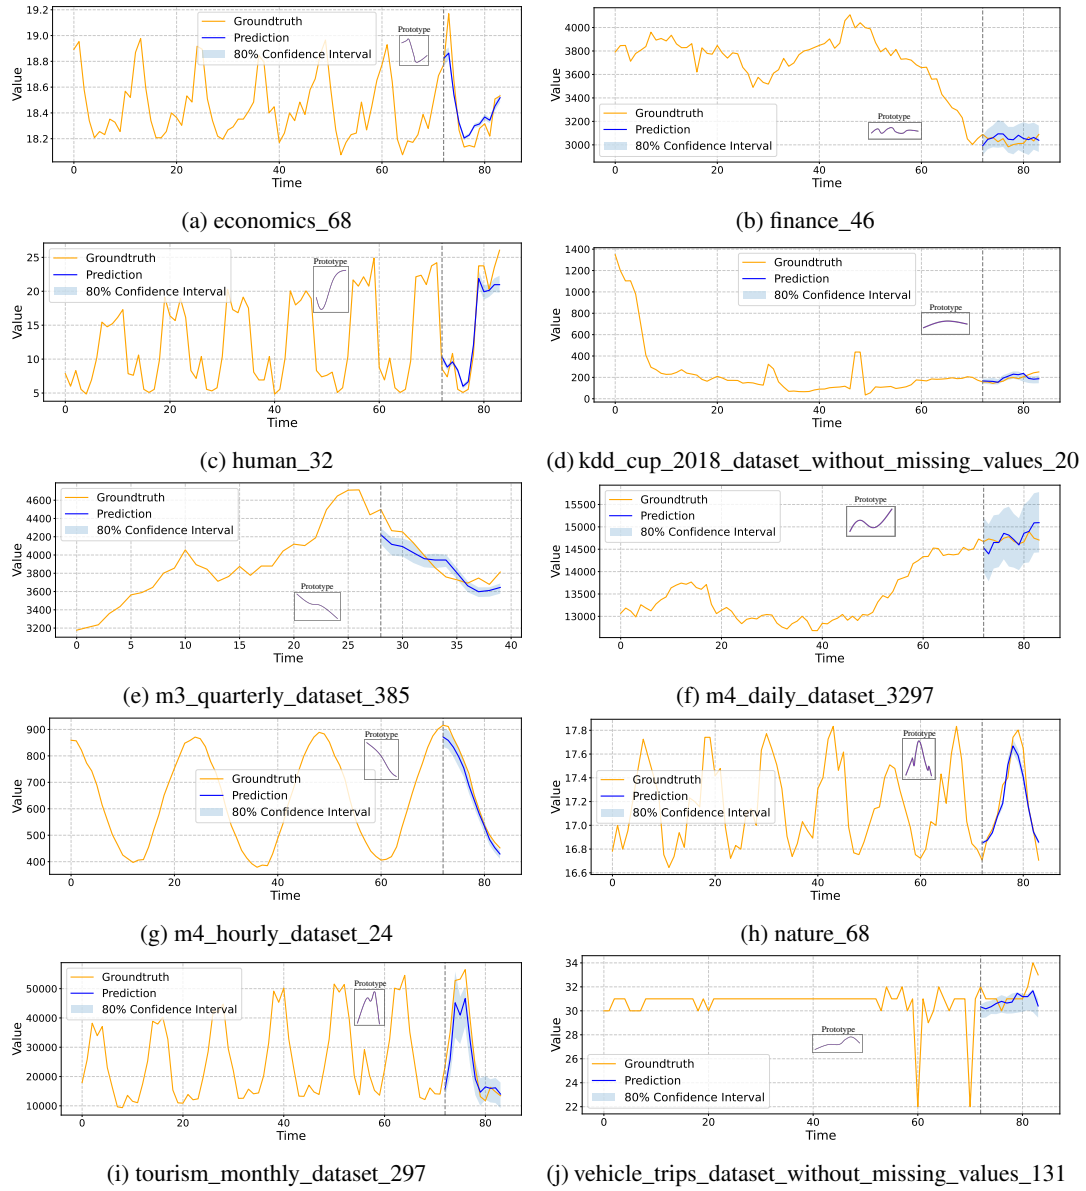 19.2
19.0
18.8
18.6
18.4
18.2
Value
Groundtruth
Prediction
80% Confidence Interval
Prototype
0 20 40 60 80
Time
(a) economics_68
4000
3800
3600
3400
3200
3000
Value
Groundtruth
Prediction
80% Confidence Interval
Prototype
0 20 40 60 80
Time
(b) finance_46
25
20
15
10
5
Value
Groundtruth
Prediction
80% Confidence Interval
Prototype
0 20 40 60 80
Time
(c) human_32
1400
1200
1000
800
600
400
200
0
Value
Groundtruth
Prediction
80% Confidence Interval
Prototype
0 20 40 60 80
Time
(d) kdd_cup_2018_dataset_without_missing_values_20
4600
4400
4200
4000
3800
3600
3400
3200
Value
Groundtruth
Prediction
80% Confidence Interval
Prototype
0 5 10 15 20 25 30 35 40
Time
(e) m3_quarterly_dataset_385
15500
15000
14500
14000
13500
13000
Value
Groundtruth
Prediction
80% Confidence Interval
Prototype
0 20 40 60 80
Time
(f) m4_daily_dataset_3297
900
800
700
600
500
400
Value
Groundtruth
Prediction
80% Confidence Interval
Prototype
0 20 40 60 80
Time
(g) m4_hourly_dataset_24
17.8
17.6
17.4
17.2
17.0
16.8
16.6
Value
Groundtruth
Prediction
80% Confidence Interval
Prototype
0 20 40 60 80
Time
(h) nature_68
50000
40000
30000
20000
10000
Value
Groundtruth
Prediction
80% Confidence Interval
Prototype
0 20 40 60 80
Time
(i) tourism_monthly_dataset_297
34
32
30
28
26
24
22
Value
Groundtruth
Prediction
80% Confidence Interval
Prototype
0 20 40 60 80
Time
(j) vehicle_trips_dataset_without_missing_values_131